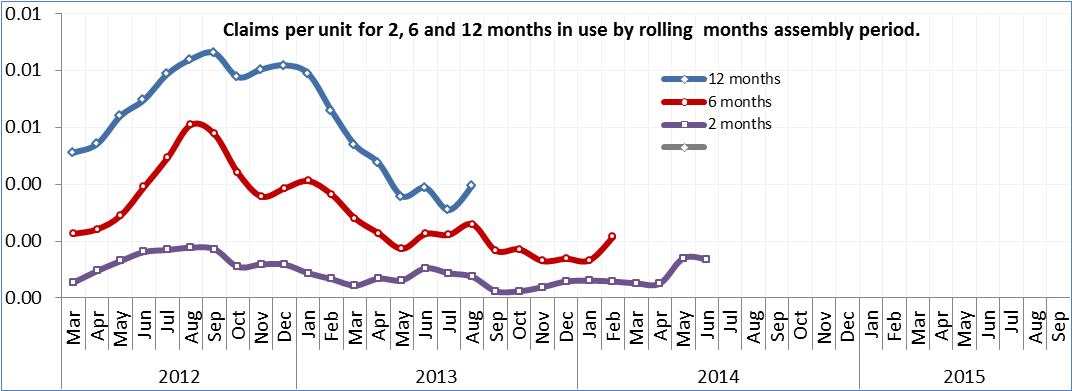 Claims per unit for 2, 6 and 12 months in use by rolling  months assembly period.
0.01
0.01
0.01
0.00
0.00
0.00
12 months
6 months
2 months
Mar Apr May Jun Jul Aug Sep Oct Nov Dec Jan Feb Mar Apr May Jun Jul Aug Sep Oct Nov Dec Jan Feb Mar Apr May Jun Jul Aug Sep Oct Nov Dec Jan Feb Mar Apr May Jun Jul Aug Sep
2012 2013 2014 2015